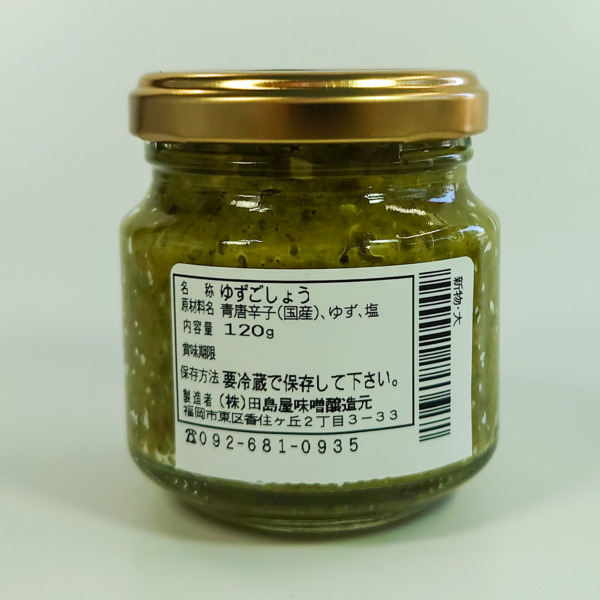 名 称 ゆずごしょう
原材料名 青唐辛子(国産)、ゆず、塩
内容量 120g
賞味期限
保存方法 要冷蔵で保存して下さい。
製造者 (株)田島屋味噌醸造元
福岡市東区香住ヶ丘2丁目3-33
☎092-681-0935
新物・大